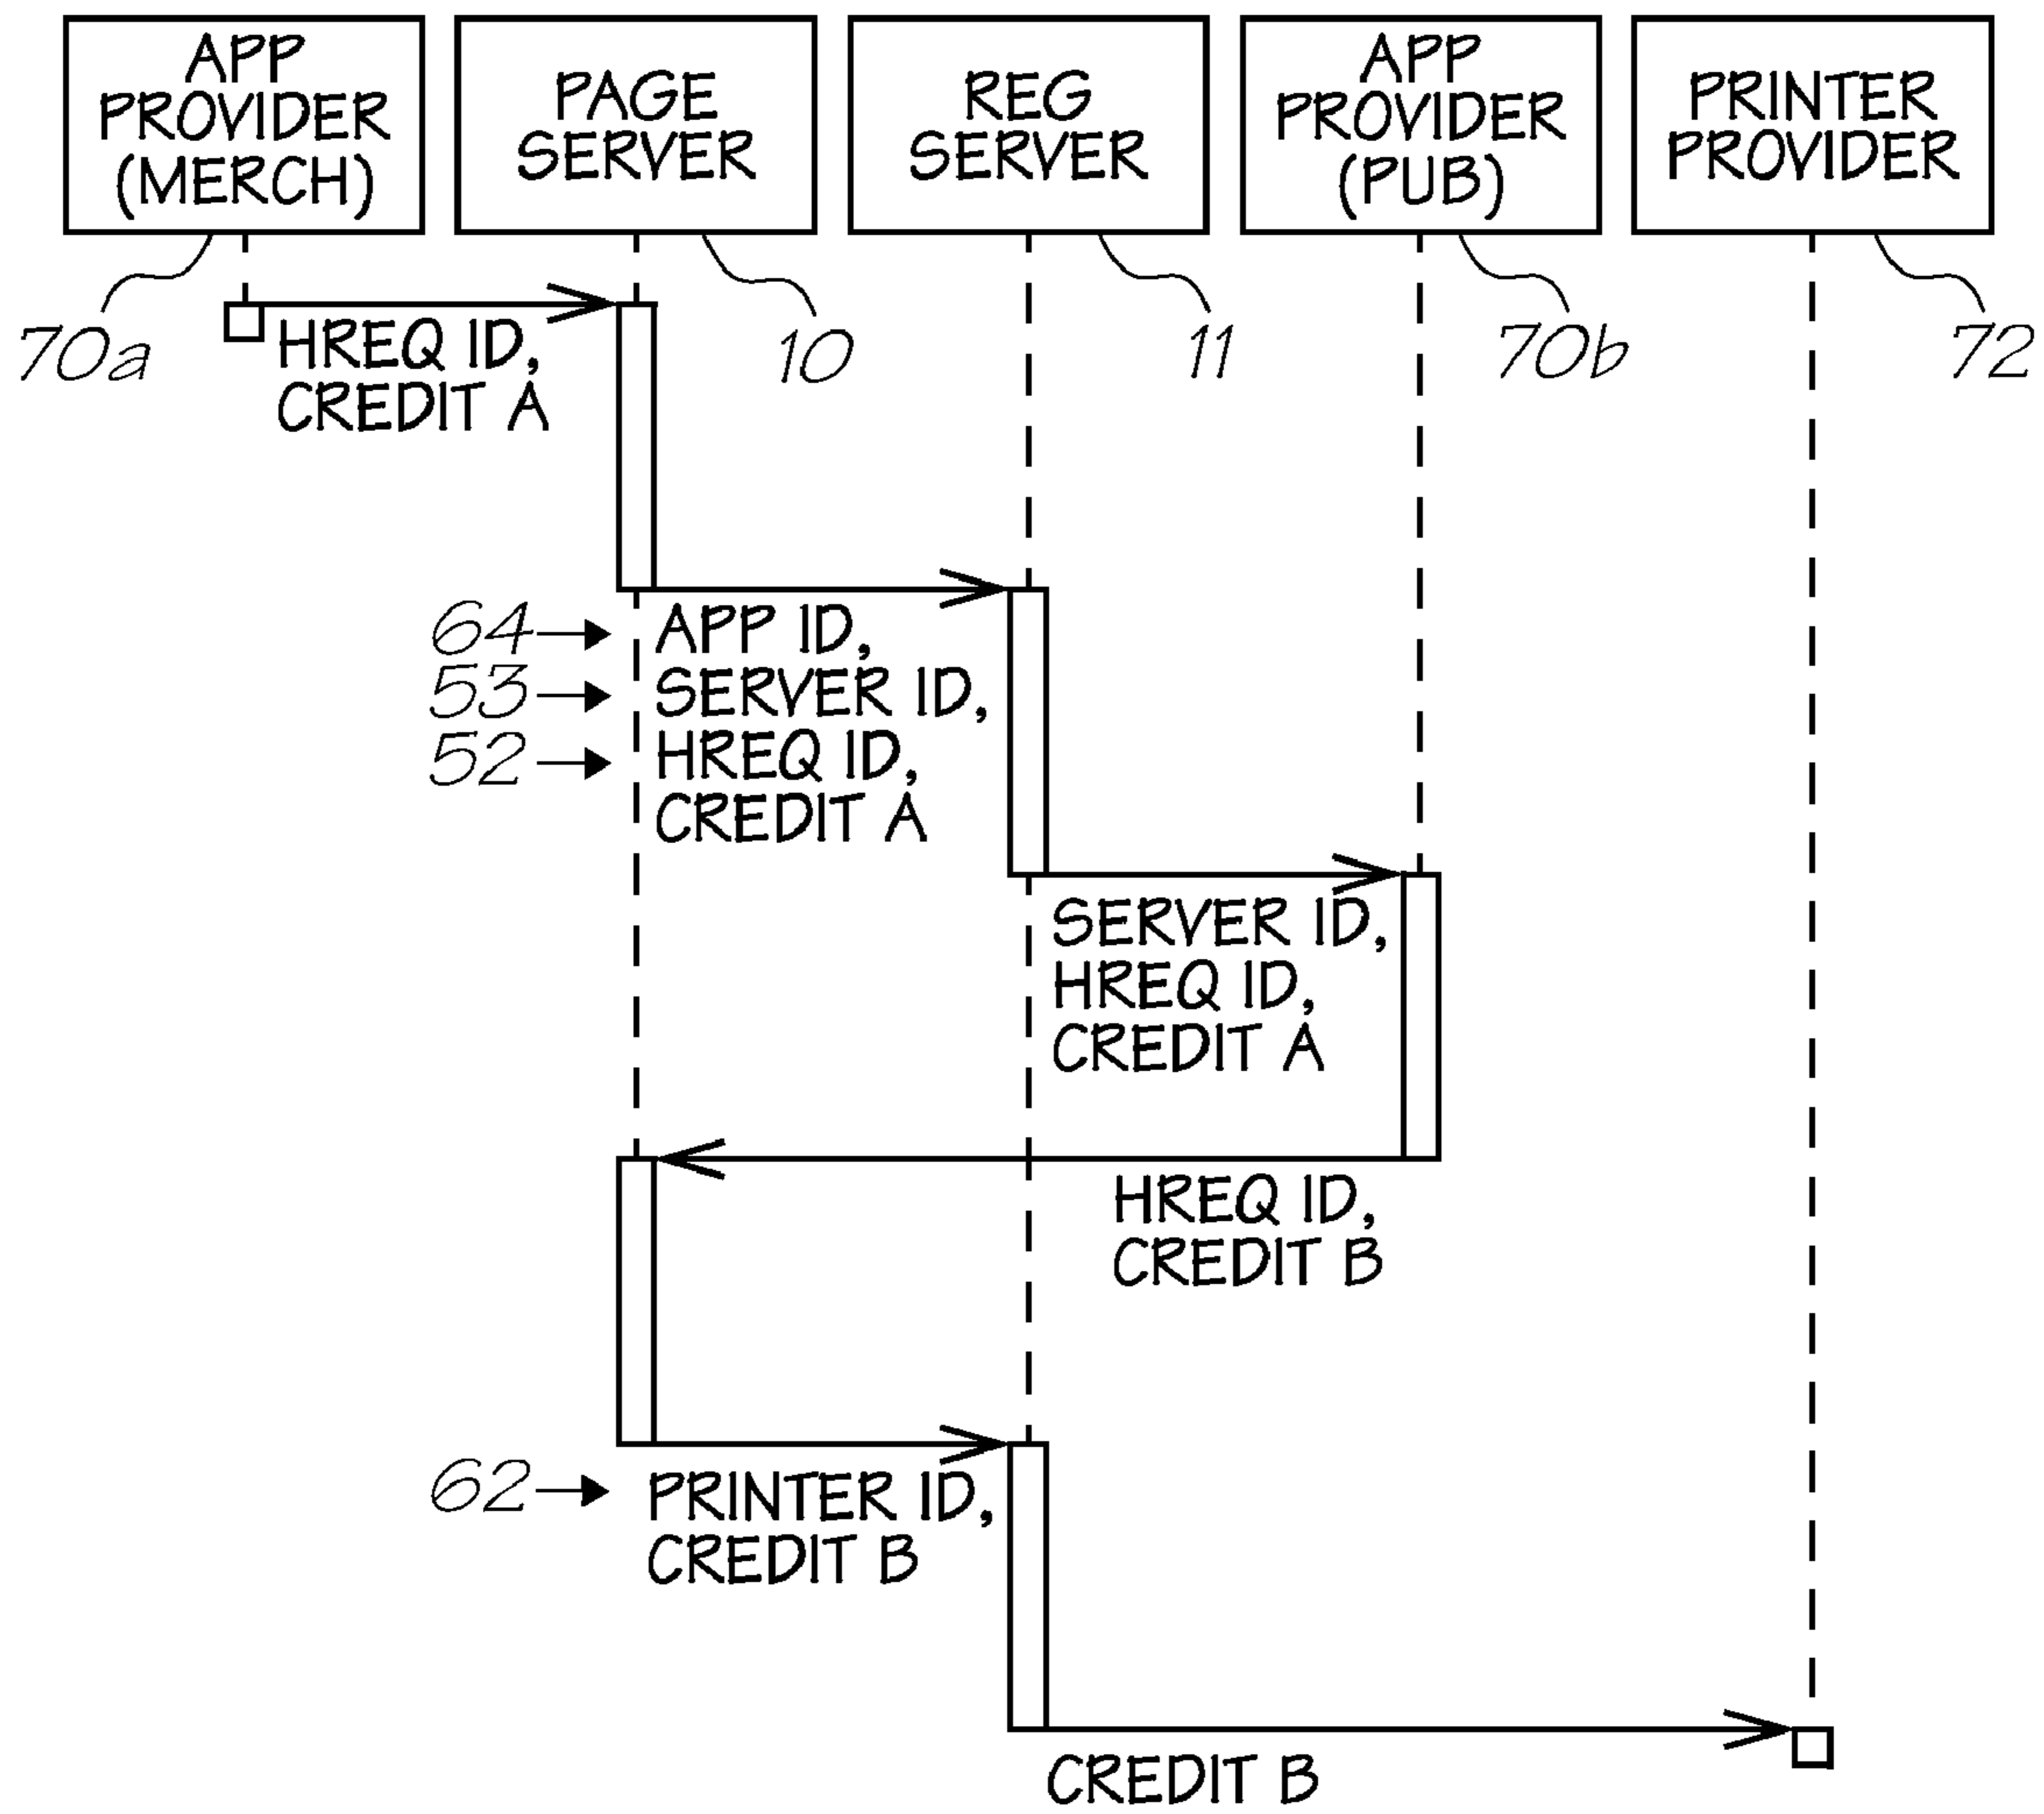 APP
PROVIDER
(MERCH)
PAGE
SERVER
REG
SERVER
APP
PROVIDER
(PUB)
PRINTER
PROVIDER
70a
10
11
70b
72
HREQ ID,
CREDIT A
64
APP ID,
53
SERVER ID,
52
HREQ ID,
CREDIT A
SERVER ID,
HREQ ID,
CREDIT A
HREQ ID,
CREDIT B
62
PRINTER ID,
CREDIT B
CREDIT B